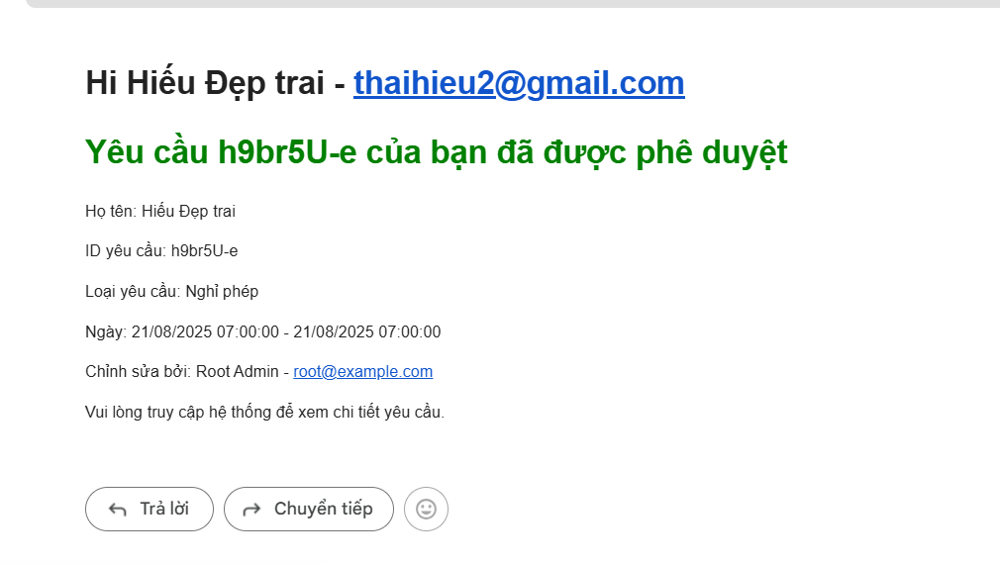 Hi Hiếu Đẹp trai - thaihieu2@gmail.com
Yêu cầu h9br5U-e của bạn đã được phê duyệt
Họ tên: Hiếu Đẹp trai
ID yêu cầu: h9br5U-e
Loại yêu cầu: Nghỉ phép
Ngày: 21/08/2025 07:00:00 - 21/08/2025 07:00:00
Chỉnh sửa bởi: Root Admin - root@example.com
Vui lòng truy cập hệ thống để xem chi tiết yêu cầu.
Trả lời
Chuyển tiếp